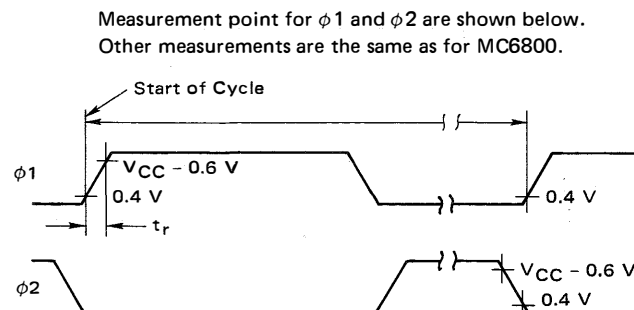 Measurement point for ϕ1 and ϕ2 are shown below.
Other measurements are the same as for MC6800.
Start of Cycle
VCC − 0.6 V
ϕ1
0.4 V
0.4 V
tr
VCC − 0.6 V
ϕ2
0.4 V